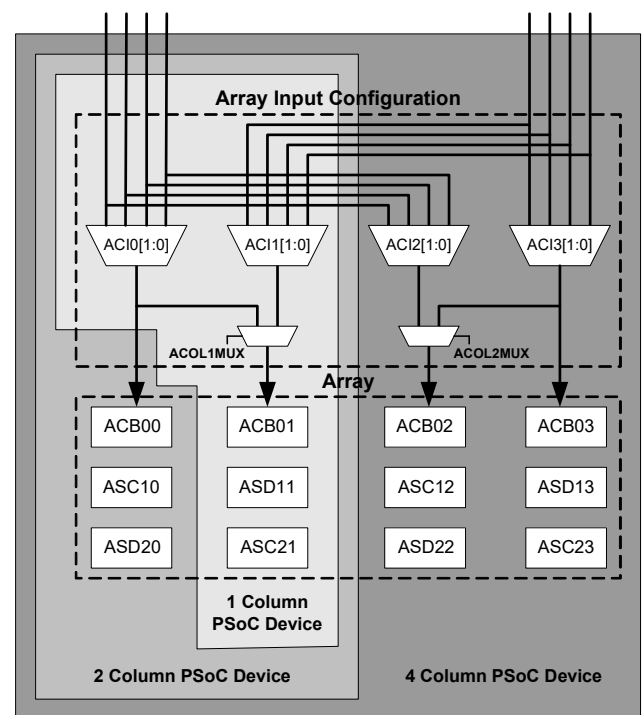 Array Input Configuration
ACI0[1:0]
ACI1[1:0]
ACI2[1:0]
ACI3[1:0]
ACOL1MUX
ACOL2MUX
Array
ACB00
ACB01
ACB02
ACB03
ASC10
ASD11
ASC12
ASD13
ASD20
ASC21
ASD22
ASC23
1 Column
PSoC Device
2 Column PSoC Device
4 Column PSoC Device